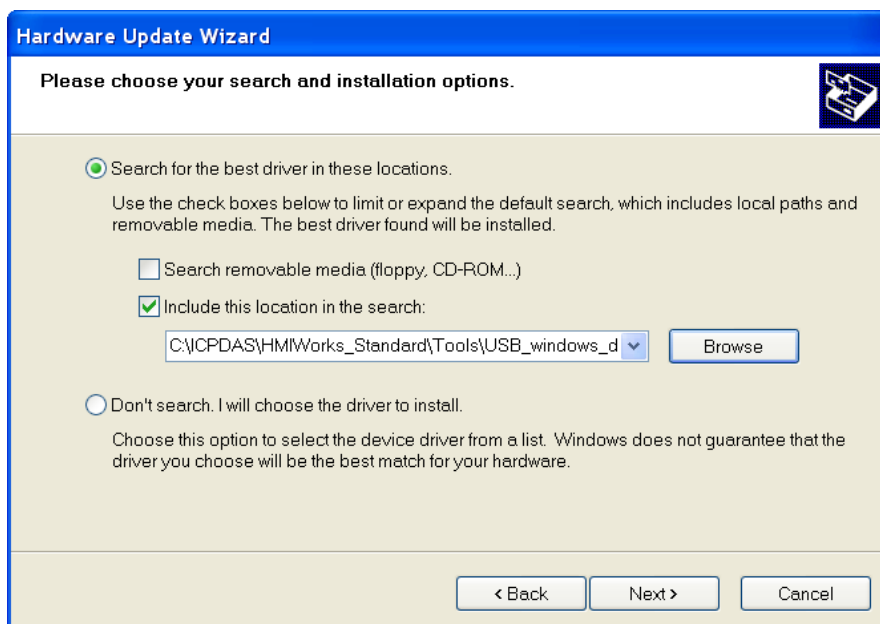 Hardware Update Wizard
Please choose your search and installation options.
Search for the best driver in these locations.
Use the check boxes below to limit or expand the default search, which includes local paths and
removable media. The best driver found will be installed.
Search removable media (floppy, CD-ROM...)
Include this location in the search:
C:\ICPDAS\HMIWorks_Standard\Tools\USB_windows_d
Browse
Don't search. I will choose the driver to install.
Choose this option to select the device driver from a list. Windows does not guarantee that the
driver you choose will be the best match for your hardware.
< Back
Next >
Cancel